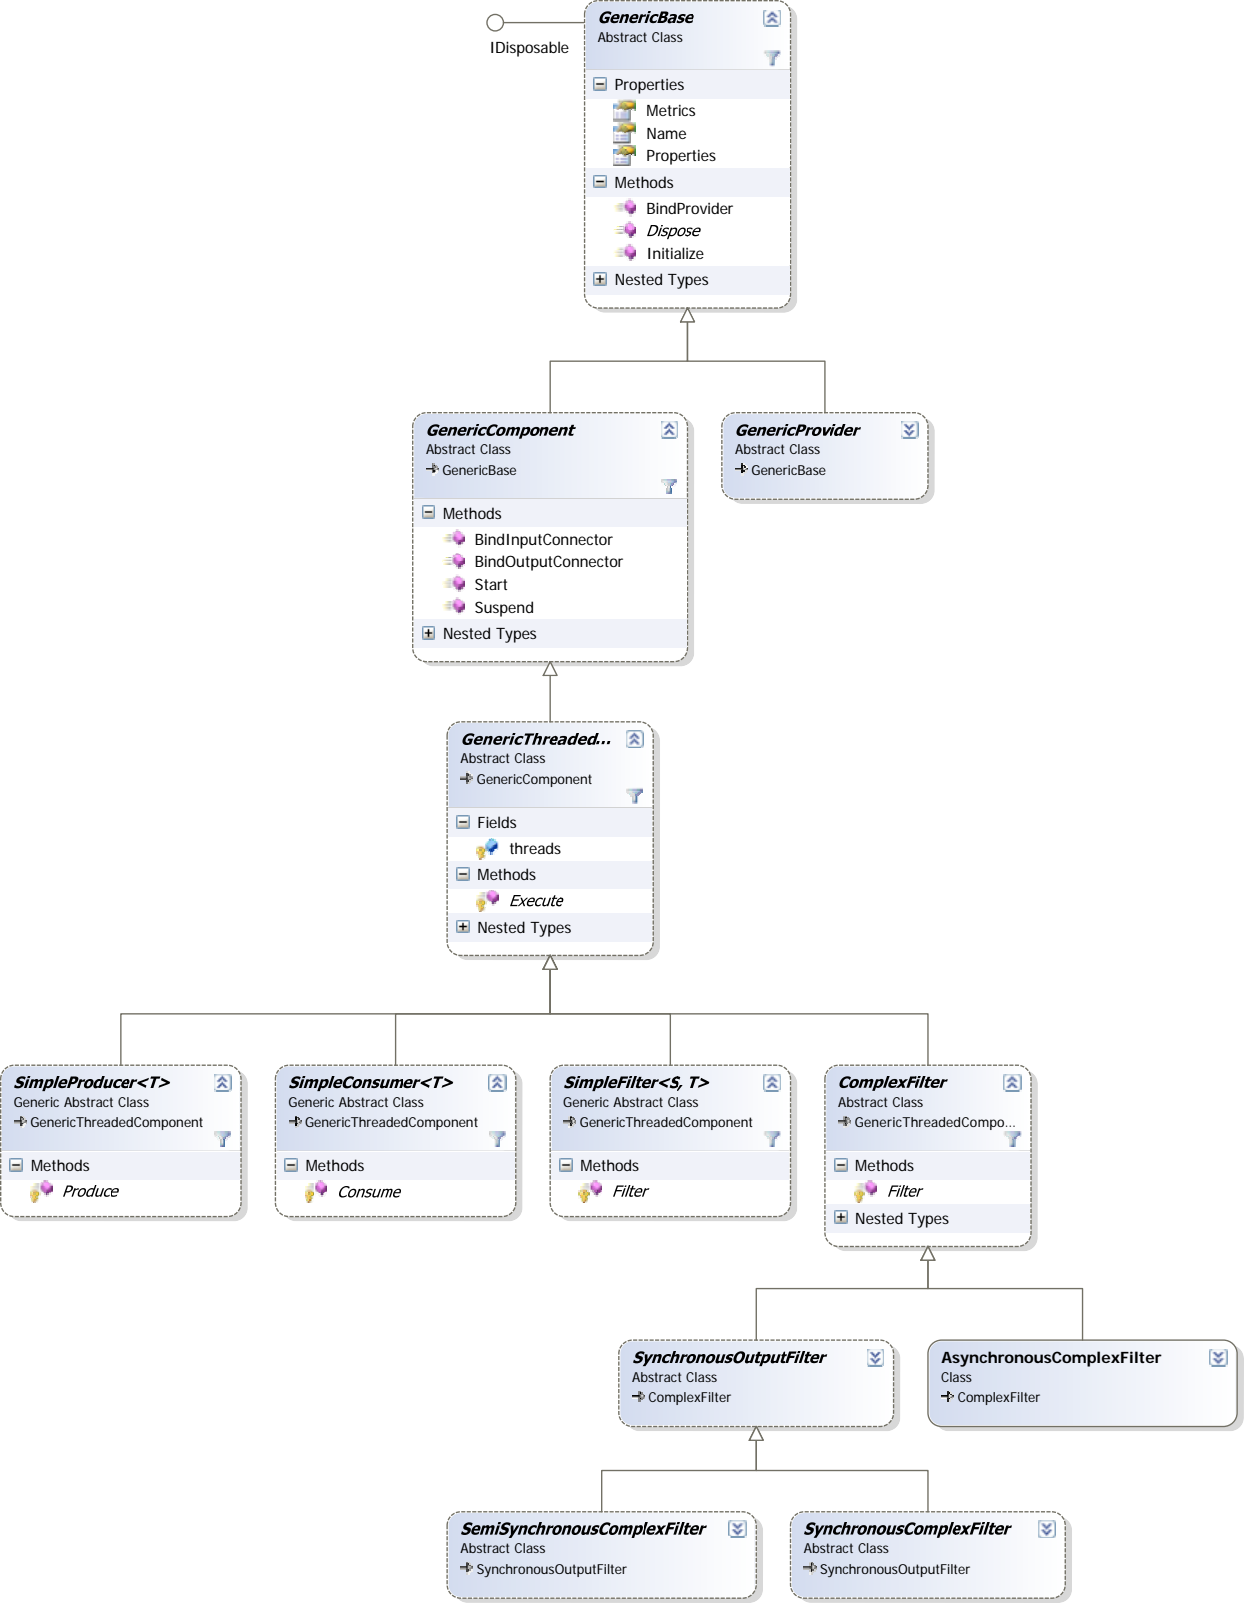 GenericBase
Abstract Class
IDisposable
Properties
Metrics
Name
Properties
Methods
BindProvider
Dispose
Initialize
Nested Types
GenericComponent
Abstract Class
GenericBase
Methods
BindInputConnector
BindOutputConnector
Start
Suspend
Nested Types
GenericProvider
Abstract Class
GenericBase
GenericThreaded...
Abstract Class
GenericComponent
Fields
threads
Methods
Execute
Nested Types
SimpleProducer<T>
Generic Abstract Class
GenericThreadedComponent
Methods
Produce
SimpleConsumer<T>
Generic Abstract Class
GenericThreadedComponent
Methods
Consume
SimpleFilter<S, T>
Generic Abstract Class
GenericThreadedComponent
Methods
Filter
ComplexFilter
Abstract Class
GenericThreadedCompo...
Methods
Filter
Nested Types
SynchronousOutputFilter
Abstract Class
ComplexFilter
AsynchronousComplexFilter
Class
ComplexFilter
SemiSynchronousComplexFilter
Abstract Class
SynchronousOutputFilter
SynchronousComplexFilter
Abstract Class
SynchronousOutputFilter